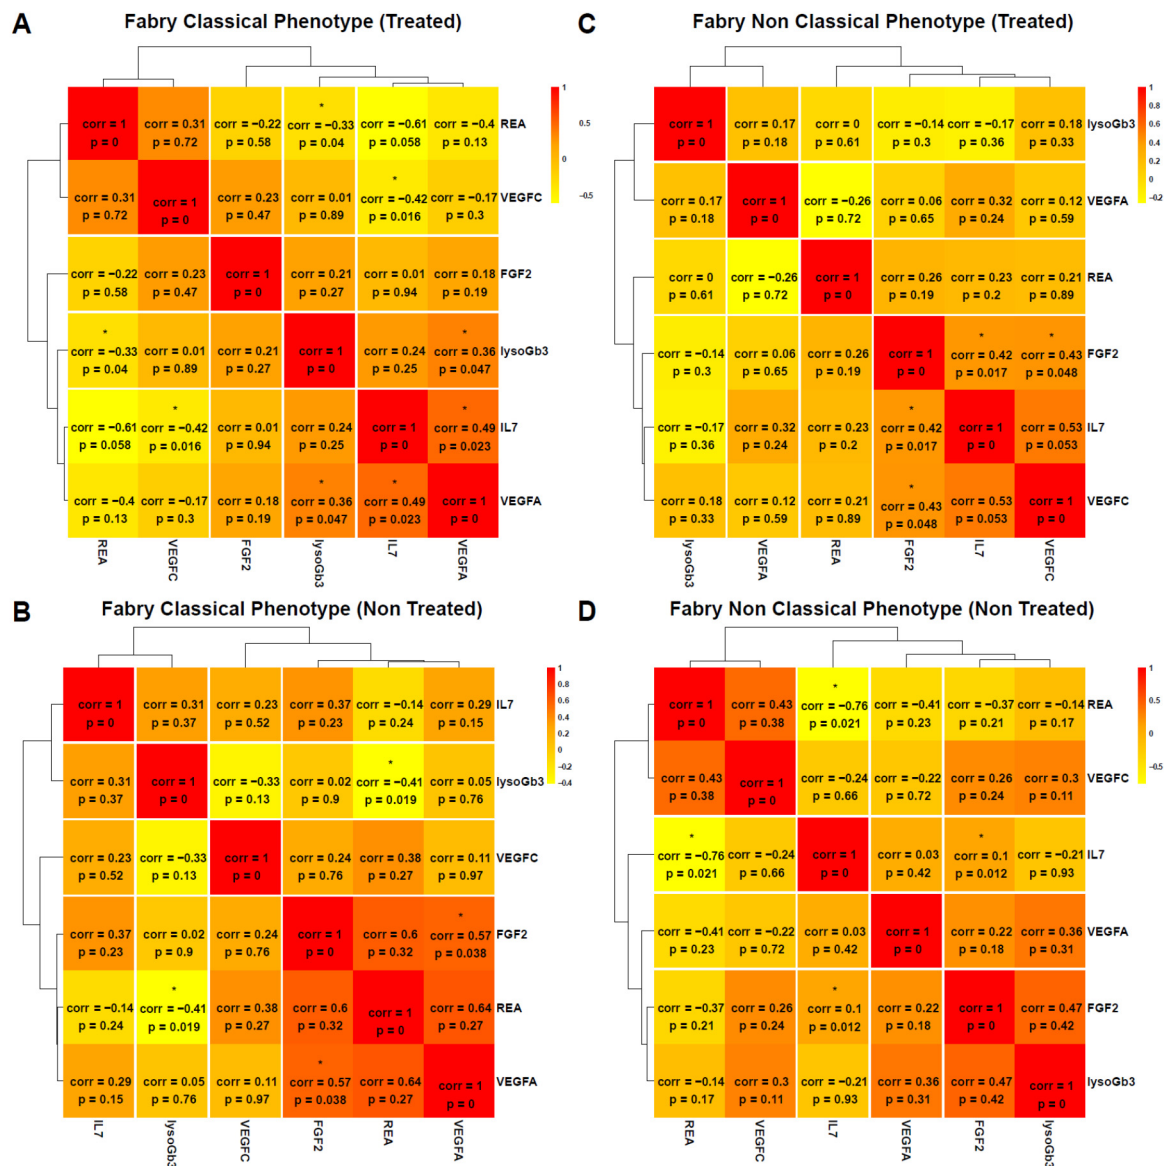 A
Fabry Classical Phenotype (Treated)
1
0.5
0
−0.5
corr = 1 corr = 0.31 corr = −0.22 * corr = −0.33 corr = −0.61 corr = −0.4 REA
p = 0 p = 0.72 p = 0.58 p = 0.04 p = 0.058 p = 0.13
corr = 0.31 corr = 1 corr = 0.23 corr = 0.01 * corr = −0.42 corr = −0.17 VEGFC
p = 0.72 p = 0 p = 0.47 p = 0.89 p = 0.016 p = 0.3
corr = −0.22 corr = 0.23 corr = 1 corr = 0.21 corr = 0.01 corr = 0.18 FGF2
p = 0.58 p = 0.47 p = 0 p = 0.27 p = 0.94 p = 0.19
* corr = −0.33 corr = 0.01 corr = 0.21 corr = 1 corr = 0.24 * corr = 0.36 lysoGb3
p = 0.04 p = 0.89 p = 0.27 p = 0 p = 0.25 p = 0.047
corr = −0.61 * corr = −0.42 corr = 0.01 corr = 0.24 corr = 1 * corr = 0.49 IL7
p = 0.058 p = 0.016 p = 0.94 p = 0.25 p = 0 p = 0.023
corr = −0.4 corr = −0.17 corr = 0.18 * corr = 0.36 * corr = 0.49 corr = 1 VEGFA
p = 0.13 p = 0.3 p = 0.19 p = 0.047 p = 0.023 p = 0
REA VEGFC FGF2 lysoGb3 IL7 VEGFA
C
Fabry Non Classical Phenotype (Treated)
1
0.8
0.6
0.4
0.2
0
−0.2
corr = 1 corr = 0.17 corr = 0 corr = −0.14 corr = −0.17 corr = 0.18 lysoGb3
p = 0 p = 0.18 p = 0.61 p = 0.3 p = 0.36 p = 0.33
corr = 0.17 corr = 1 corr = −0.26 corr = 0.06 corr = 0.32 corr = 0.12 VEGFA
p = 0.18 p = 0 p = 0.72 p = 0.65 p = 0.24 p = 0.59
corr = 0 corr = −0.26 corr = 1 corr = 0.26 corr = 0.23 corr = 0.21 REA
p = 0.61 p = 0.72 p = 0 p = 0.19 p = 0.2 p = 0.89
corr = −0.14 corr = 0.06 corr = 0.26 corr = 1 * corr = 0.42 * corr = 0.43 FGF2
p = 0.3 p = 0.65 p = 0.19 p = 0 p = 0.017 p = 0.048
corr = −0.17 corr = 0.32 corr = 0.23 * corr = 0.42 corr = 1 corr = 0.53 IL7
p = 0.36 p = 0.24 p = 0.2 p = 0.017 p = 0 p = 0.053
corr = 0.18 corr = 0.12 corr = 0.21 * corr = 0.43 corr = 0.53 corr = 1 VEGFC
p = 0.33 p = 0.59 p = 0.89 p = 0.048 p = 0.053 p = 0
lysoGb3 VEGFA REA FGF2 IL7 VEGFC
B
Fabry Classical Phenotype (Non Treated)
1
0.8
0.6
0.4
0.2
0
−0.2
−0.4
corr = 1 corr = 0.31 corr = 0.23 corr = 0.37 corr = −0.14 corr = 0.29 IL7
p = 0 p = 0.37 p = 0.52 p = 0.23 p = 0.24 p = 0.15
corr = 0.31 corr = 1 corr = −0.33 corr = 0.02 * corr = −0.41 corr = 0.05 lysoGb3
p = 0.37 p = 0 p = 0.13 p = 0.9 p = 0.019 p = 0.76
corr = 0.23 corr = −0.33 corr = 1 corr = 0.24 corr = 0.38 corr = 0.11 VEGFC
p = 0.52 p = 0.13 p = 0 p = 0.76 p = 0.27 p = 0.97
corr = 0.37 corr = 0.02 corr = 0.24 corr = 1 corr = 0.6 * corr = 0.57 FGF2
p = 0.23 p = 0.9 p = 0.76 p = 0 p = 0.32 p = 0.038
corr = −0.14 * corr = −0.41 corr = 0.38 corr = 0.6 corr = 1 corr = 0.64 REA
p = 0.24 p = 0.019 p = 0.27 p = 0.32 p = 0 p = 0.27
corr = 0.29 corr = 0.05 corr = 0.11 * corr = 0.57 corr = 0.64 corr = 1 VEGFA
p = 0.15 p = 0.76 p = 0.97 p = 0.038 p = 0.27 p = 0
IL7 lysoGb3 VEGFC FGF2 REA VEGFA
D
Fabry Non Classical Phenotype (Non Treated)
1
0.5
0
−0.5
corr = 1 corr = 0.43 * corr = −0.76 corr = −0.41 corr = −0.37 corr = −0.14 REA
p = 0 p = 0.38 p = 0.021 p = 0.23 p = 0.21 p = 0.17
corr = 0.43 corr = 1 corr = −0.24 corr = −0.22 corr = 0.26 corr = 0.3 VEGFC
p = 0.38 p = 0 p = 0.66 p = 0.72 p = 0.24 p = 0.11
* corr = −0.76 corr = −0.24 corr = 1 corr = 0.03 * corr = 0.1 corr = −0.21 IL7
p = 0.021 p = 0.66 p = 0 p = 0.42 p = 0.012 p = 0.93
corr = −0.41 corr = −0.22 corr = 0.03 corr = 1 corr = 0.22 corr = 0.36 VEGFA
p = 0.23 p = 0.72 p = 0.42 p = 0 p = 0.18 p = 0.31
corr = −0.37 corr = 0.26 * corr = 0.1 corr = 0.22 corr = 1 corr = 0.47 FGF2
p = 0.21 p = 0.24 p = 0.012 p = 0.18 p = 0 p = 0.42
corr = −0.14 corr = 0.3 corr = −0.21 corr = 0.36 corr = 0.47 corr = 1 lysoGb3
p = 0.17 p = 0.11 p = 0.93 p = 0.31 p = 0.42 p = 0
REA VEGFC IL7 VEGFA FGF2 lysoGb3